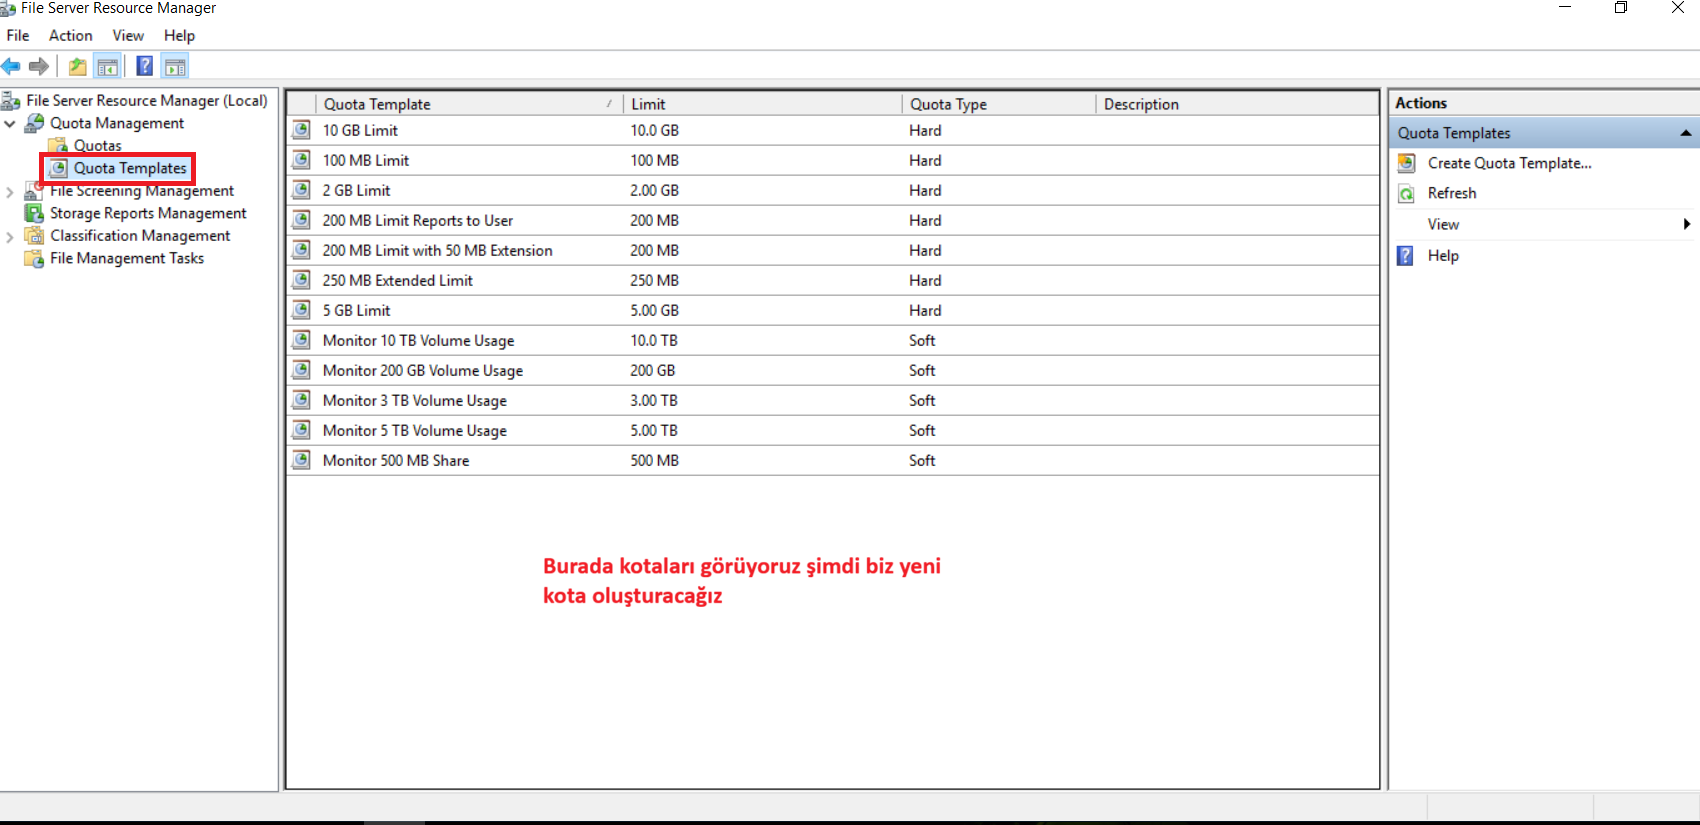 File Server Resource Manager
File Action View Help
File Server Resource Manager (Local)
Quota Management
Quotas
Quota Templates
File Screening Management
Storage Reports Management
Classification Management
File Management Tasks
Quota Template Limit Quota Type Description
10 GB Limit 10.0 GB Hard
100 MB Limit 100 MB Hard
2 GB Limit 2.00 GB Hard
200 MB Limit Reports to User 200 MB Hard
200 MB Limit with 50 MB Extension 200 MB Hard
250 MB Extended Limit 250 MB Hard
5 GB Limit 5.00 GB Hard
Monitor 10 TB Volume Usage 10.0 TB Soft
Monitor 200 GB Volume Usage 200 GB Soft
Monitor 3 TB Volume Usage 3.00 TB Soft
Monitor 5 TB Volume Usage 5.00 TB Soft
Monitor 500 MB Share 500 MB Soft
Burada kotaları görüyoruz şimdi biz yeni
kota oluşturacağız
Actions
Quota Templates
Create Quota Template...
Refresh
View
Help